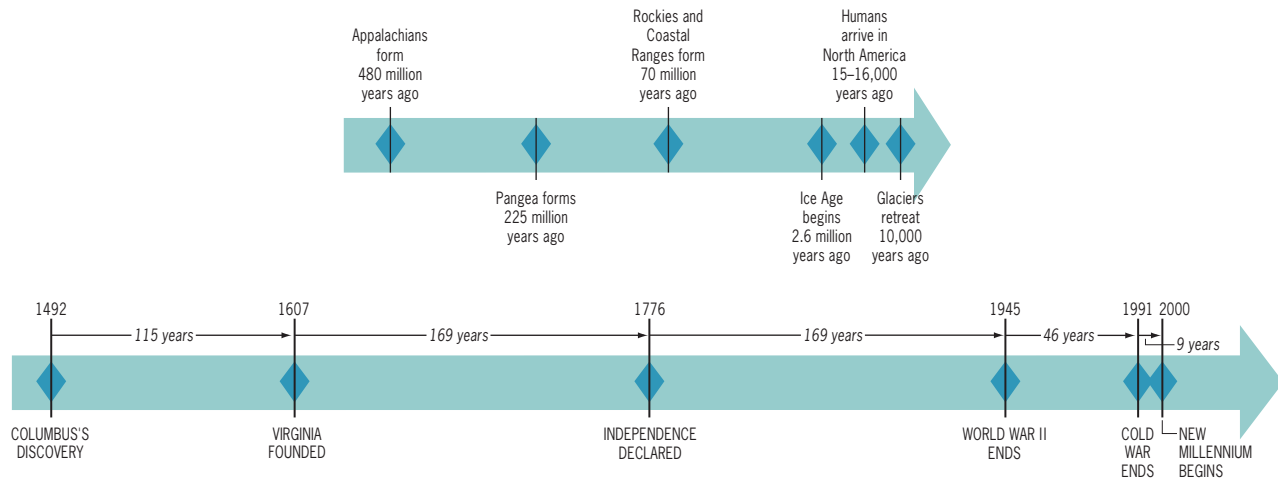 Appalachians
form
480 million
years ago
Rockies and
Coastal
Ranges form
70 million
years ago
Humans
arrive in
North America
15–16,000
years ago
Pangea forms
225 million
years ago
Ice Age
begins
2.6 million
years ago
Glaciers
retreat
10,000
years ago
1492
1607
1776
1945
1991
2000
115 years
169 years
169 years
46 years
9 years
COLUMBUS'S
DISCOVERY
VIRGINIA
FOUNDED
INDEPENDENCE
DECLARED
WORLD WAR II
ENDS
COLD
WAR
ENDS
NEW
MILLENNIUM
BEGINS